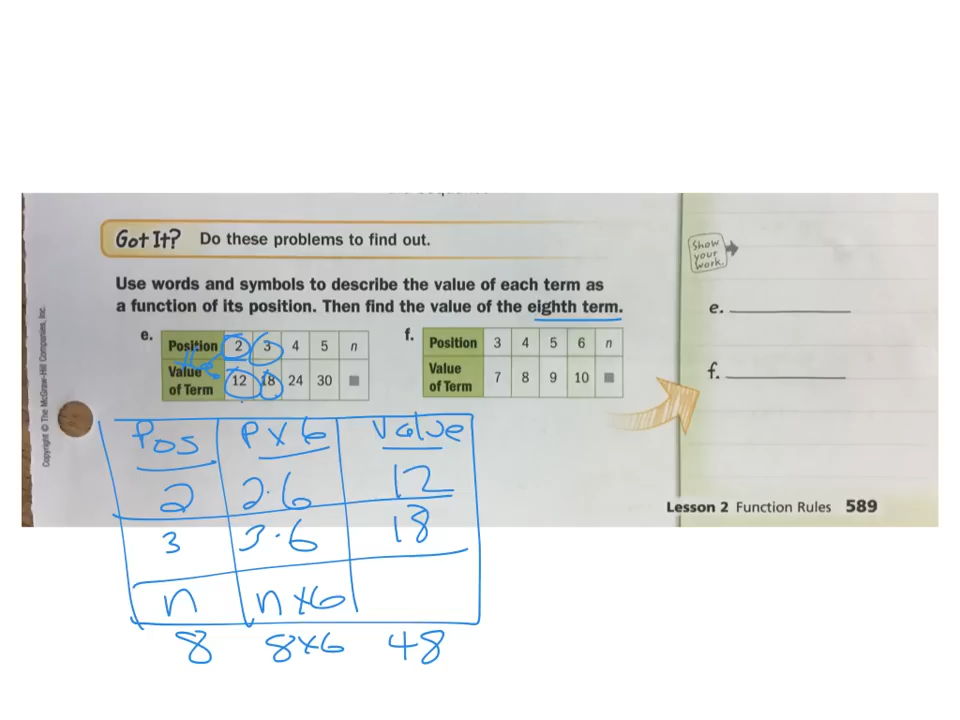 Got It? Do these problems to find out.
Show
your
work.
Use words and symbols to describe the value of each term as
a function of its position. Then find the value of the eighth term.
e.
Position 2 3 4 5 n
Value
of Term 12 18 24 30 ■
f.
Position 3 4 5 6 n
Value
of Term 7 8 9 10 ■
e.
f.
Copyright © The McGraw-Hill Companies, Inc.
Pos P x 6 Value
2 2·6 12
3 3·6 18
n n x6
8 8x6 48
Lesson 2 Function Rules 589